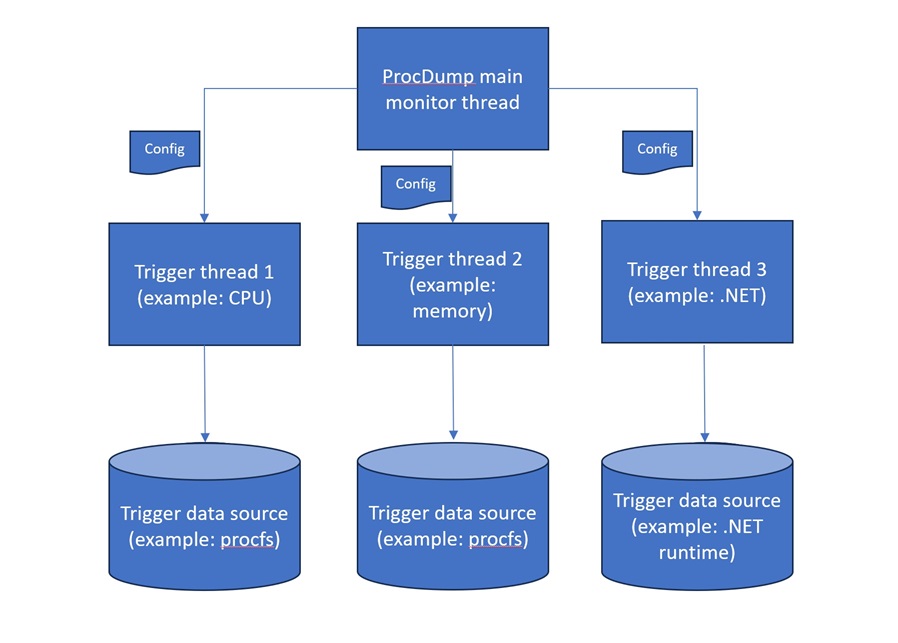 ProcDump main
monitor thread
Config
Config
Config
Trigger thread 1
(example: CPU)
Trigger thread 2
(example:
memory)
Trigger thread 3
(example: .NET)
Trigger data source
(example: procfs)
Trigger data source
(example: procfs)
Trigger data source
(example: .NET
runtime)